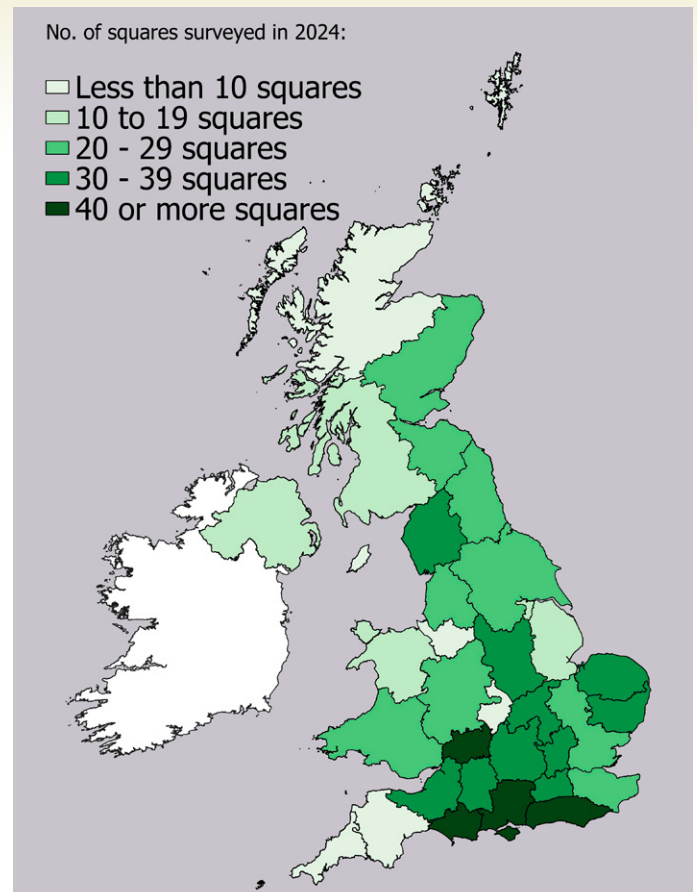 No. of squares surveyed in 2024:
Less than 10 squares
10 to 19 squares
20 - 29 squares
30 - 39 squares
40 or more squares